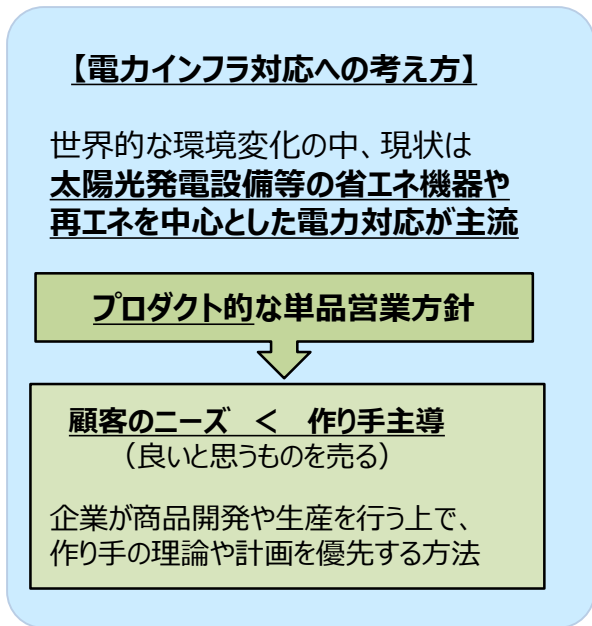 【電力インフラ対応への考え方】
世界的な環境変化の中、現状は
太陽光発電設備等の省エネ機器や
再エネを中心とした電力対応が主流
プロダクト的な単品営業方針
顧客のニーズ ＜ 作り手主導
（良いと思うものを売る）
企業が商品開発や生産を行う上で、
作り手の理論や計画を優先する方法